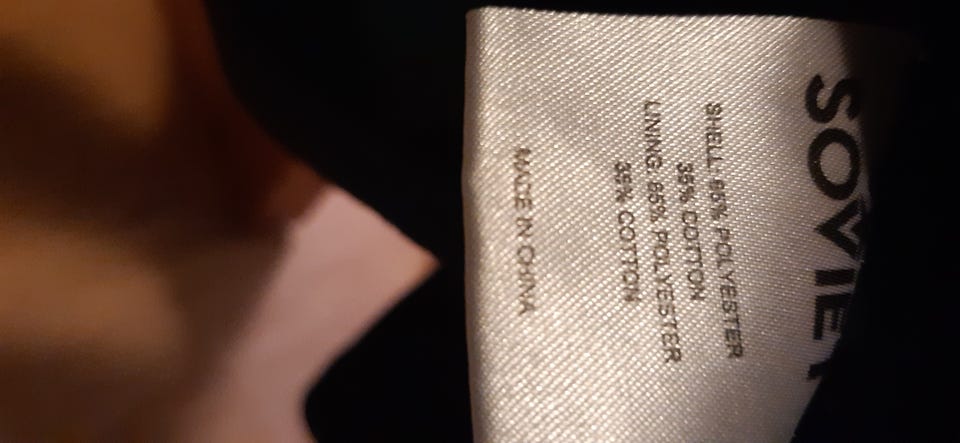 SOVIET
SHELL: 65% POLYESTER
35% COTTON
LINING: 65% POLYESTER
35% COTTON
MADE IN CHINA